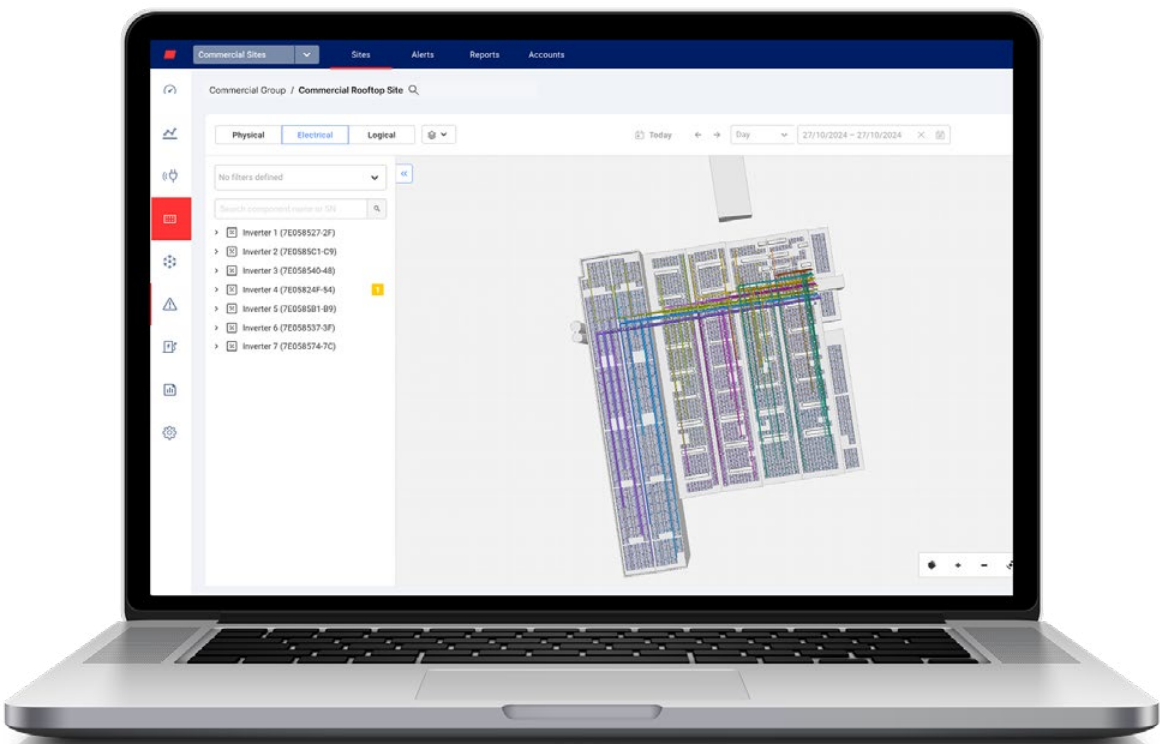 Commercial Sites Sites Alerts Reports Accounts
Commercial Group / Commercial Rooftop Site
Physical Electrical Logical Today Day 27/10/2024 – 27/10/2024
No filters defined
Search component name or SN
Inverter 1 (7E058527-2F)
Inverter 2 (7E0585C1-C9)
Inverter 3 (7E058540-48)
Inverter 4 (7E05824F-54) 1
Inverter 5 (7E0585B1-B9)
Inverter 6 (7E058537-3F)
Inverter 7 (7E058574-7C)